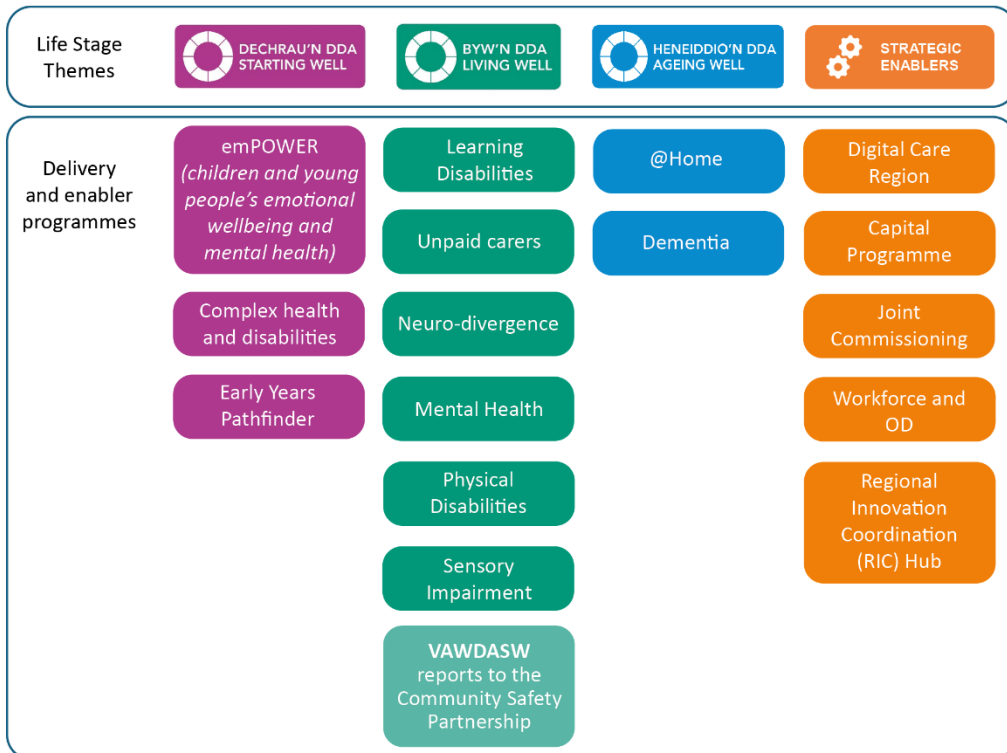 Life Stage
Themes
DECHRAU'N DDA
STARTING WELL
BYW'N DDA
LIVING WELL
HENEIDDIO'N DDA
AGEING WELL
STRATEGIC
ENABLERS
Delivery
and enabler
programmes
emPOWER
(children and young
people's emotional
wellbeing and
mental health)
Complex health
and disabilities
Early Years
Pathfinder
Learning
Disabilities
Unpaid carers
Neuro-divergence
Mental Health
Physical
Disabilities
Sensory
Impairment
VAWDASW
reports to the
Community Safety
Partnership
@Home
Dementia
Digital Care
Region
Capital
Programme
Joint
Commissioning
Workforce and
OD
Regional
Innovation
Coordination
(RIC) Hub